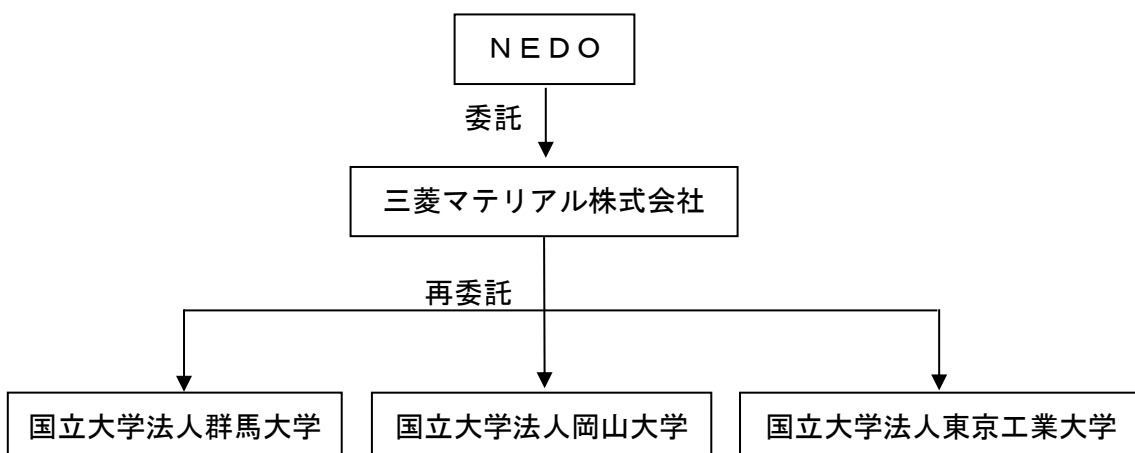 ＮＥＤＯ
委託
三菱マテリアル株式会社
再委託
国立大学法人群馬大学
国立大学法人岡山大学
国立大学法人東京工業大学